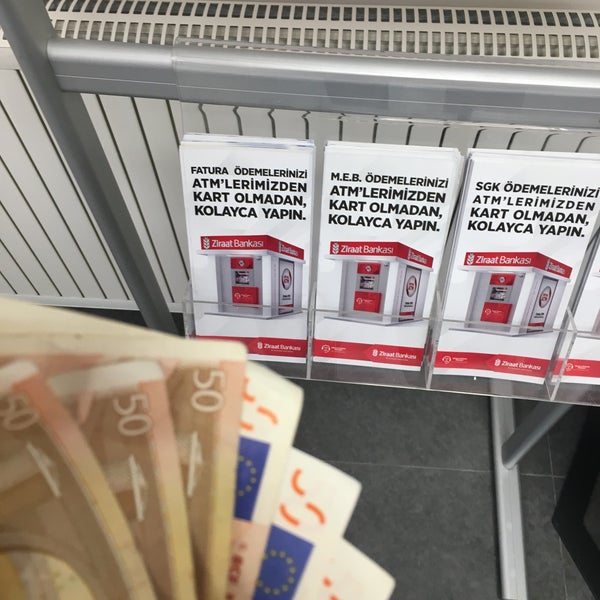 FATURA ÖDEMELERİNİZİ
ATM'LERİMİZDEN
KART OLMADAN,
KOLAYCA YAPIN.
Ziraat Bankası
Ziraat Bankası
M.E.B. ÖDEMELERİNİZİ
ATM'LERİMİZDEN
KART OLMADAN,
KOLAYCA YAPIN.
Ziraat Bankası
Ziraat Bankası
SGK ÖDEMELERİNİZİ
ATM'LERİMİZDEN
KART OLMADAN,
KOLAYCA YAPIN.
Ziraat Bankası
Ziraat Bankası
50
50
50